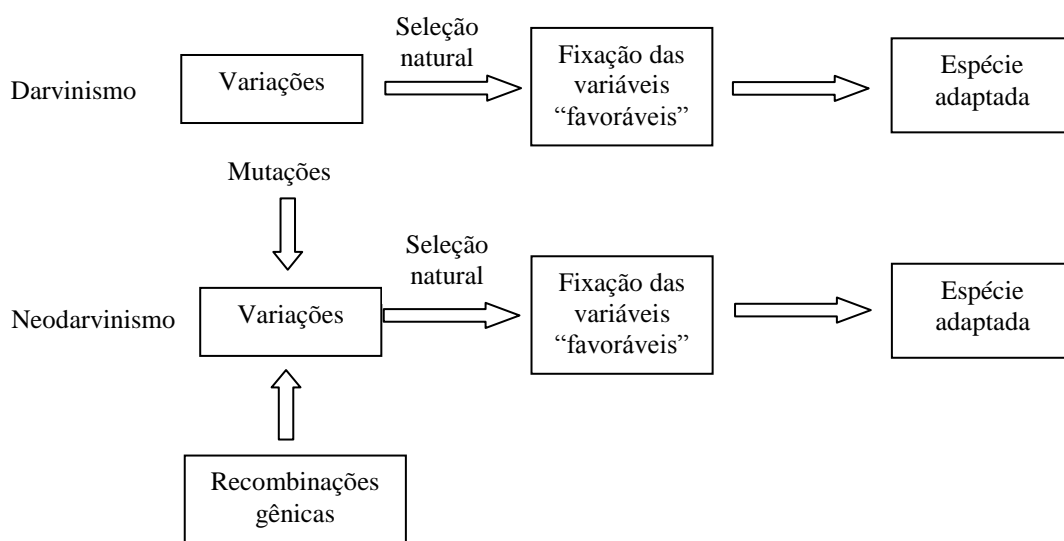 Darvinismo
Variações
Seleção
natural
Fixação das
variáveis
“favoráveis”
Espécie
adaptada
Mutações
Neodarvinismo
Variações
Seleção
natural
Fixação das
variáveis
“favoráveis”
Espécie
adaptada
Recombinações
gênicas